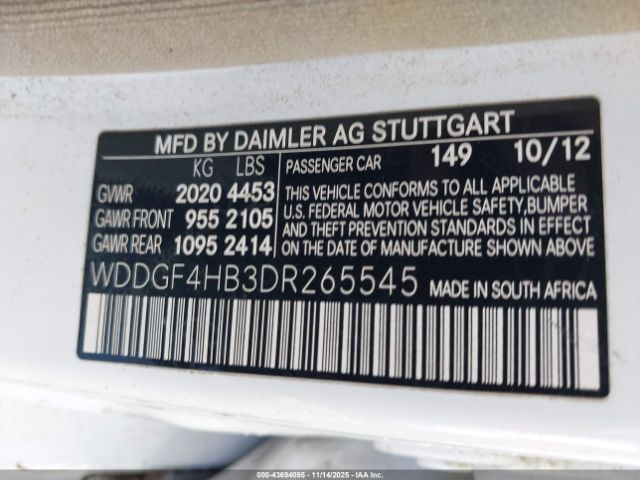 MFD BY DAIMLER AG STUTTGART
KG LBS
GVWR 2020 4453
GAWR FRONT 955 2105
GAWR REAR 1095 2414
PASSENGER CAR 149 10/12
THIS VEHICLE CONFORMS TO ALL APPLICABLE
U.S. FEDERAL MOTOR VEHICLE SAFETY,BUMPER
AND THEFT PREVENTION STANDARDS IN EFFECT
ON THE DATE OF MANUFACTURE SHOWN ABOVE.
WDDGF4HB3DR265545 MADE IN SOUTH AFRICA
000-43694095 - 11/14/2025 - IAAI.COM